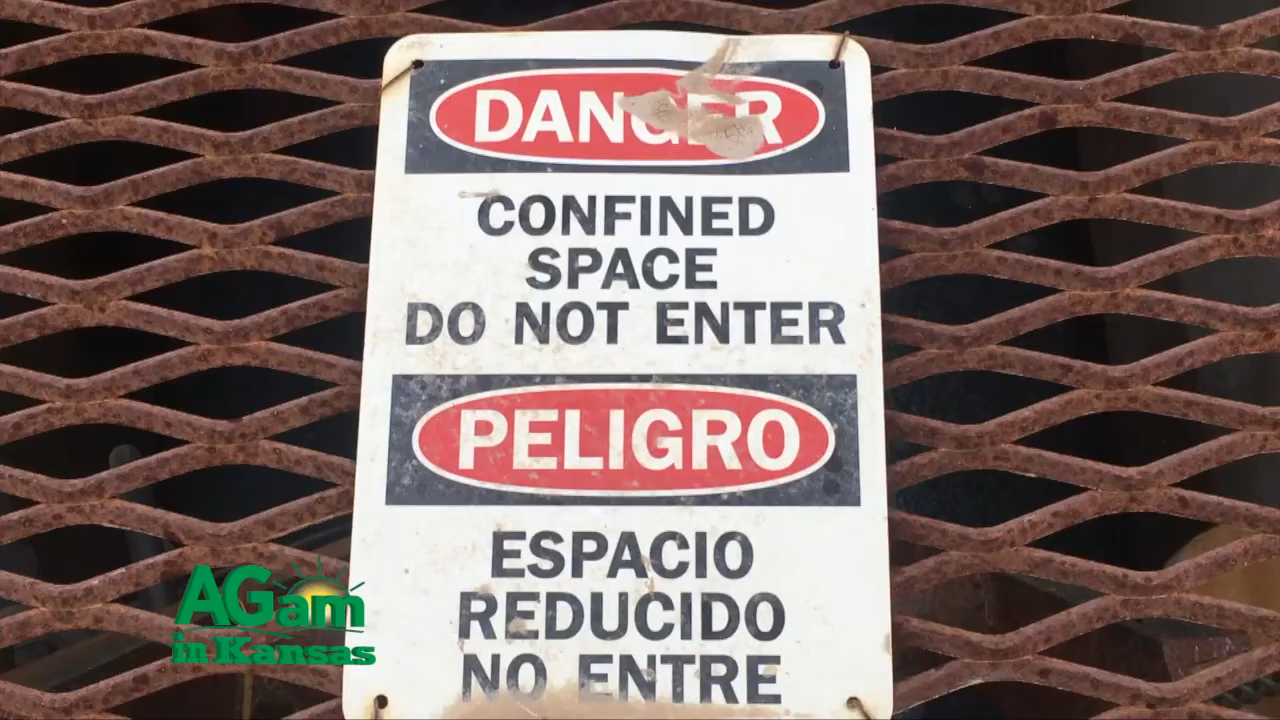 DANGER
CONFINED
SPACE
DO NOT ENTER
PELIGRO
ESPACIO
REDUCIDO
NO ENTRE
AGam
in Kansas